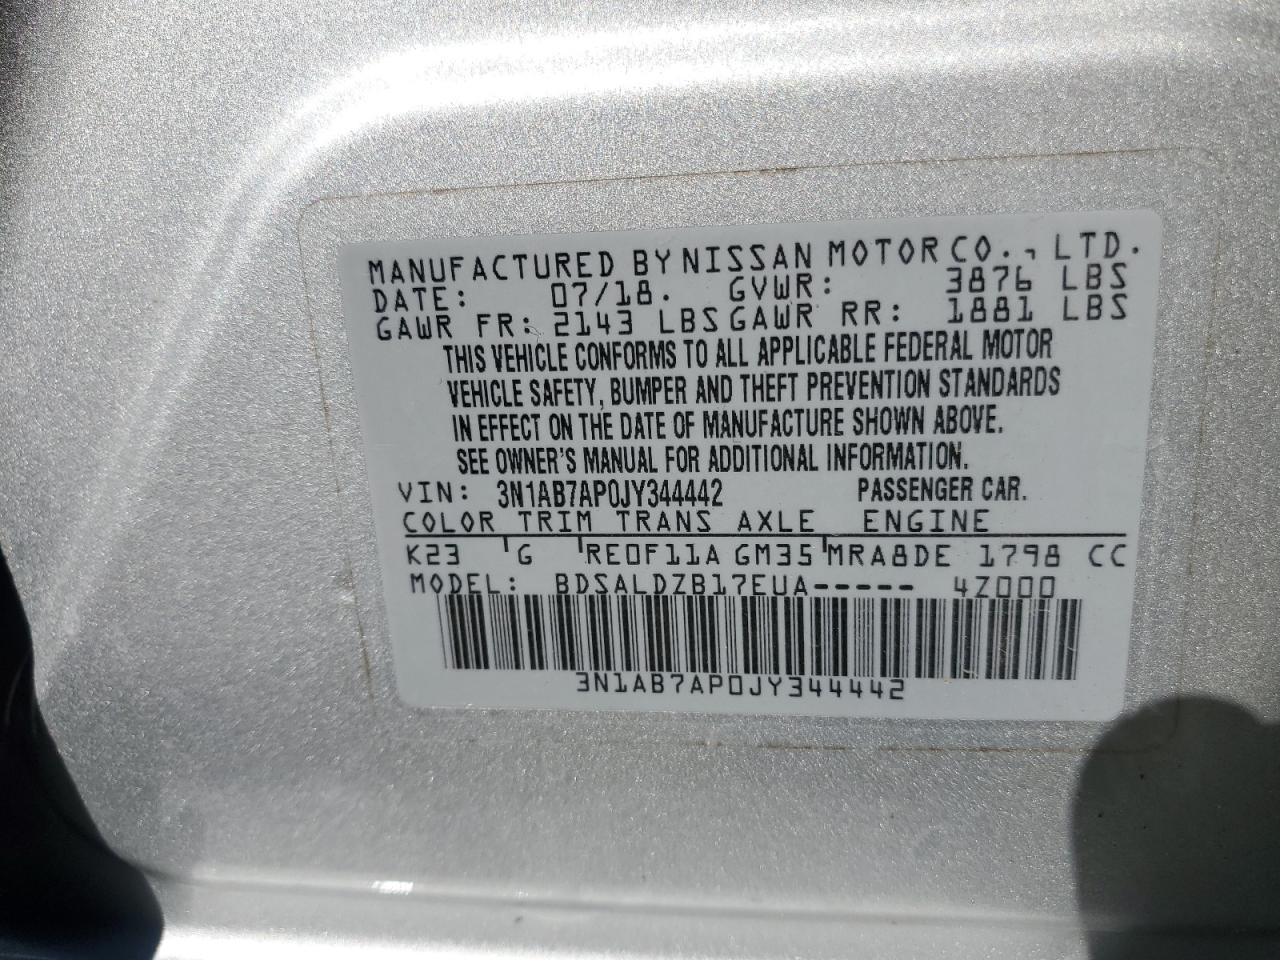 MANUFACTURED BY NISSAN MOTOR CO., LTD.
DATE: 07/18. GVWR: 3876 LBS
GAWR FR: 2143 LBS GAWR RR: 1881 LBS
THIS VEHICLE CONFORMS TO ALL APPLICABLE FEDERAL MOTOR
VEHICLE SAFETY, BUMPER AND THEFT PREVENTION STANDARDS
IN EFFECT ON THE DATE OF MANUFACTURE SHOWN ABOVE.
SEE OWNER'S MANUAL FOR ADDITIONAL INFORMATION.
VIN: 3N1AB7AP0JY344442 PASSENGER CAR.
COLOR TRIM TRANS AXLE ENGINE
K23 G RE0F11A GM35 MRA8DE 1798 CC
MODEL: BDSALDZB17EUA----- 4Z000
3N1AB7AP0JY344442